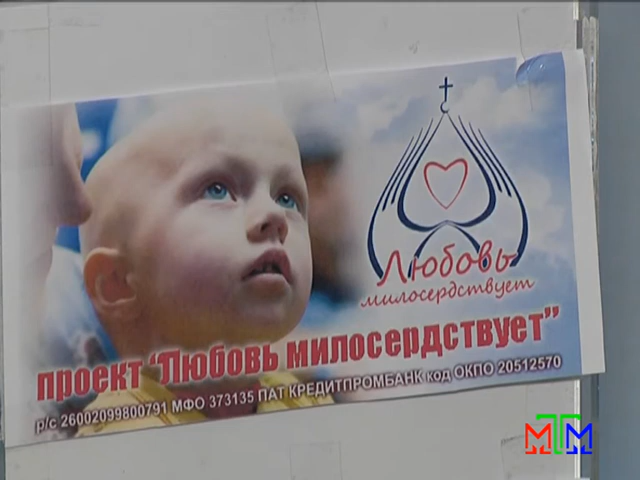 Любовь
милосердствует
проект “Любовь милосердствует”
р/с 26002099800791 МФО 373135 ПАТ КРЕДИТПРОМБАНК код ОКПО 20512570
МТМ